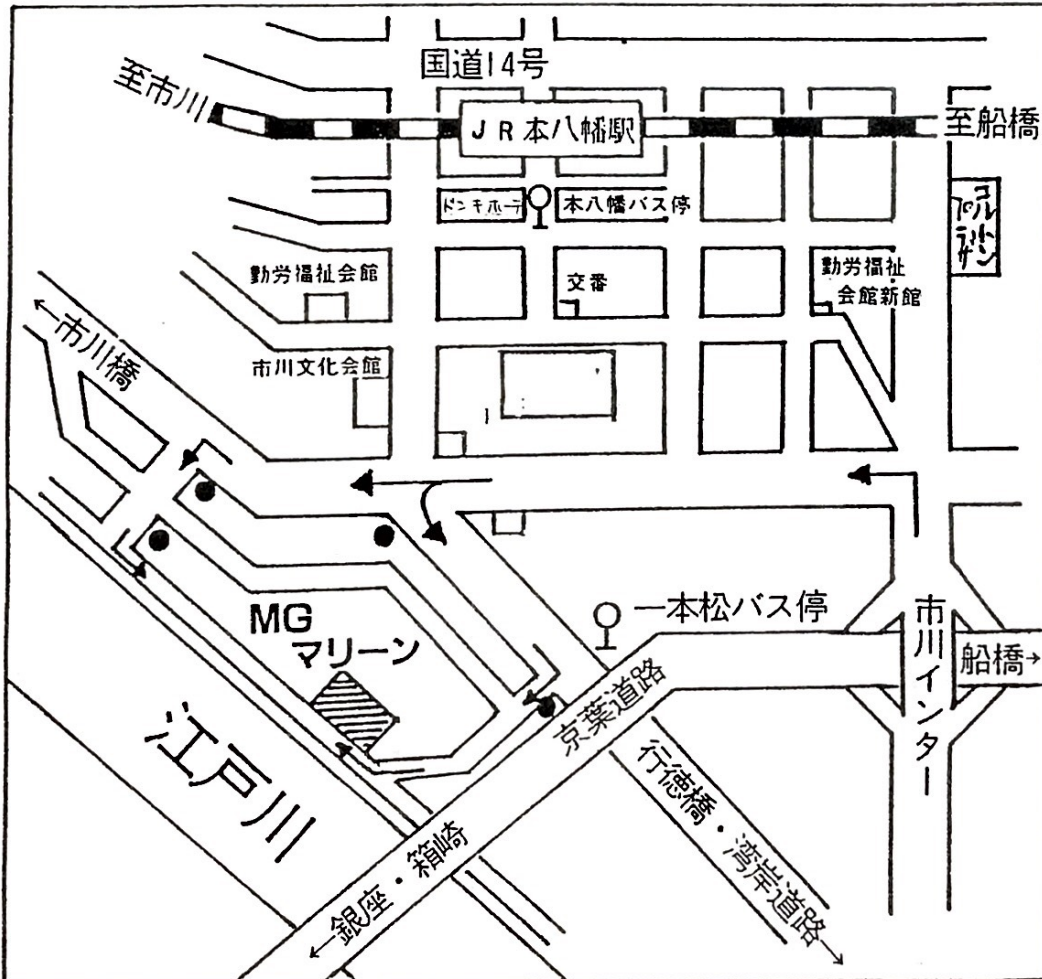 国道14号
至市川
JR本八幡駅
至船橋
ドンキホーテ
本八幡バス停
コルトン
プラザ
勤労福祉会館
交番
勤労福祉
会館新館
←市川橋
市川文化会館
MG
マリーン
一本松バス停
市川インター
船橋→
京葉道路
江戸川
行徳橋・湾岸道路→
←銀座・箱崎